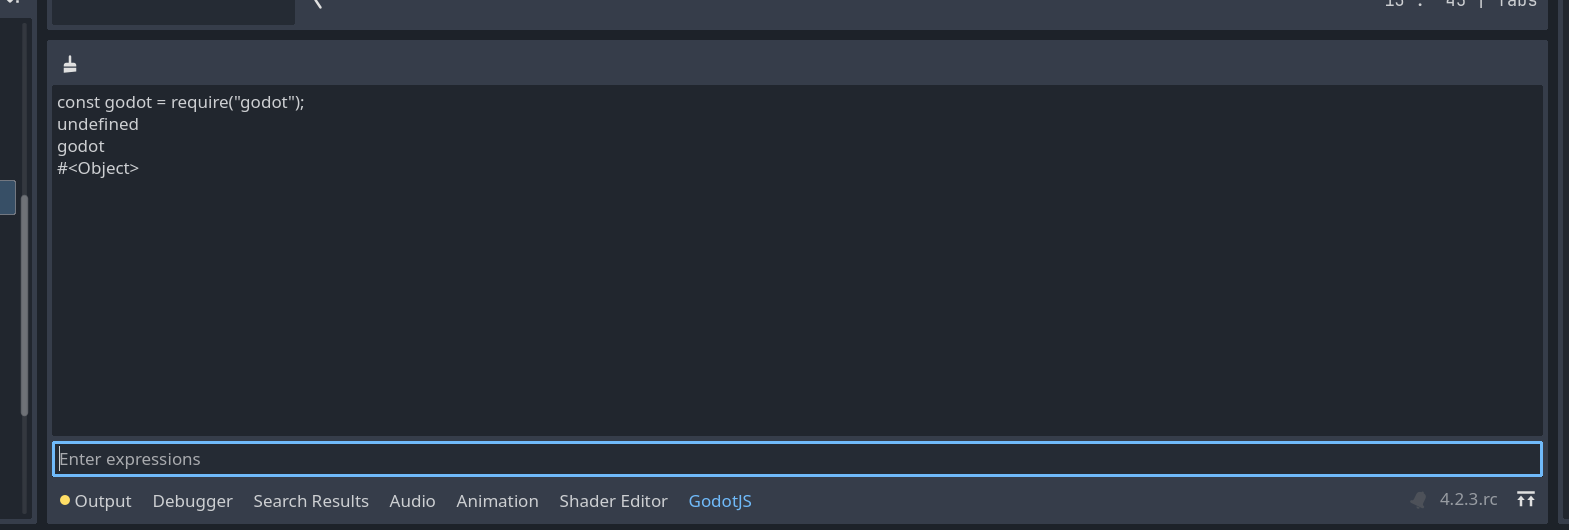 const godot = require("godot");
undefined
godot
#<Object>
Enter expressions
Output Debugger Search Results Audio Animation Shader Editor GodotJS 4.2.3.rc